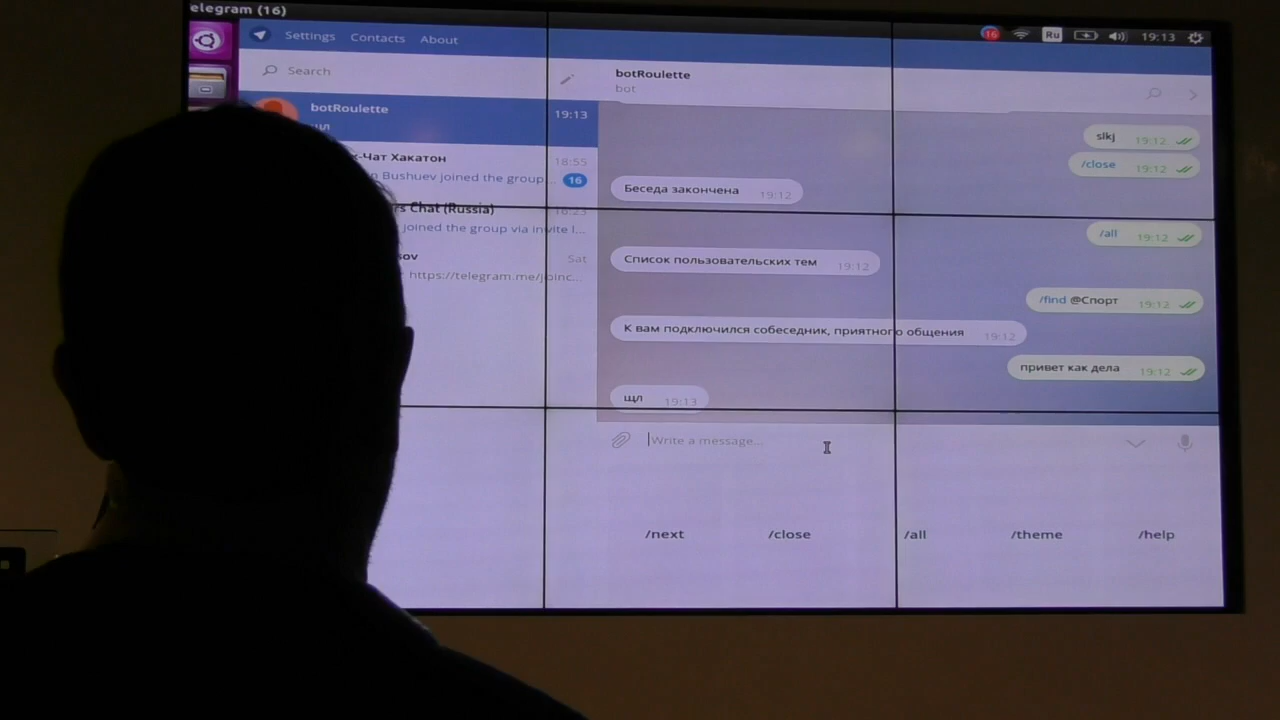 elegram (16)
16
Ru
19:13
Settings
Contacts
About
Search
botRoulette
19:13
щл
к-Чат Хакатон
18:55
Bushuev joined the group...
16
rs Chat (Russia)
16:23
joined the group via invite l...
sov
Sat
https://telegram.me/joinc...
botRoulette
bot
slkj 19:12
/close 19:12
Беседа закончена 19:12
/all 19:12
Список пользовательских тем 19:12
/find @Спорт 19:12
К вам подключился собеседник, приятного общения 19:12
привет как дела 19:12
щл 19:13
Write a message...
/next
/close
/all
/theme
/help